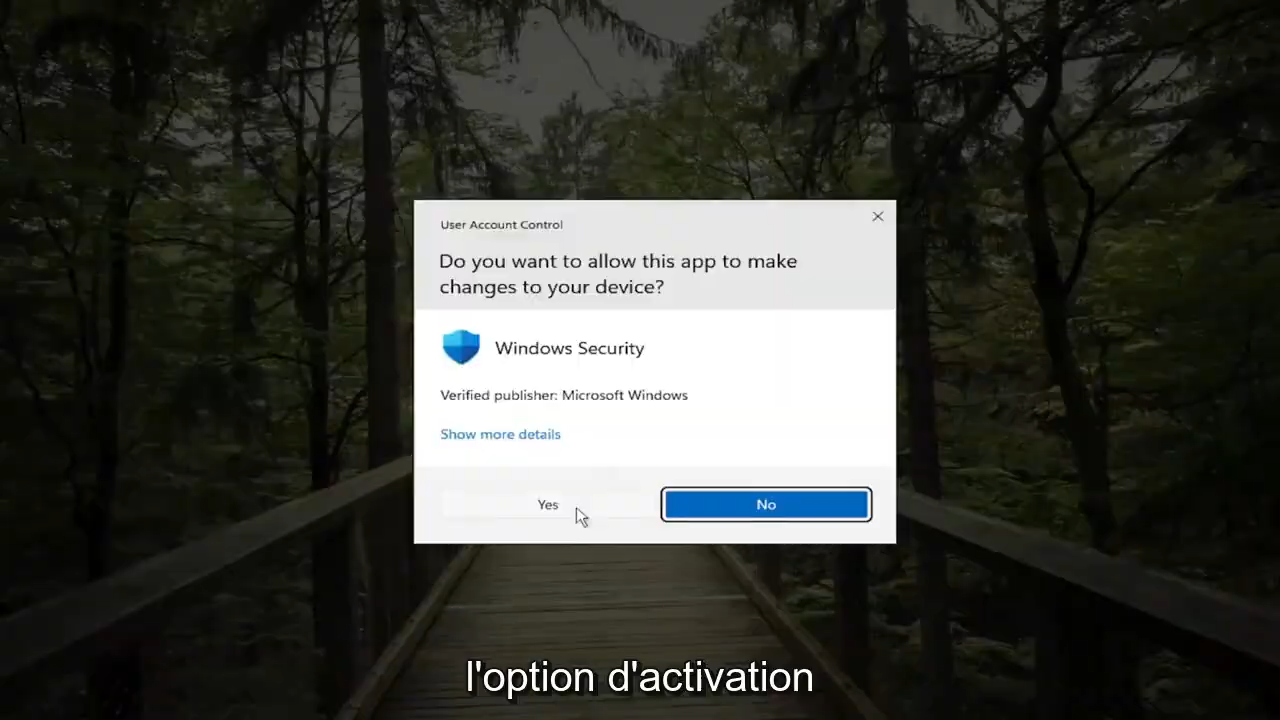 User Account Control
Do you want to allow this app to make
changes to your device?
Windows Security
Verified publisher: Microsoft Windows
Show more details
Yes
No
l'option d'activation